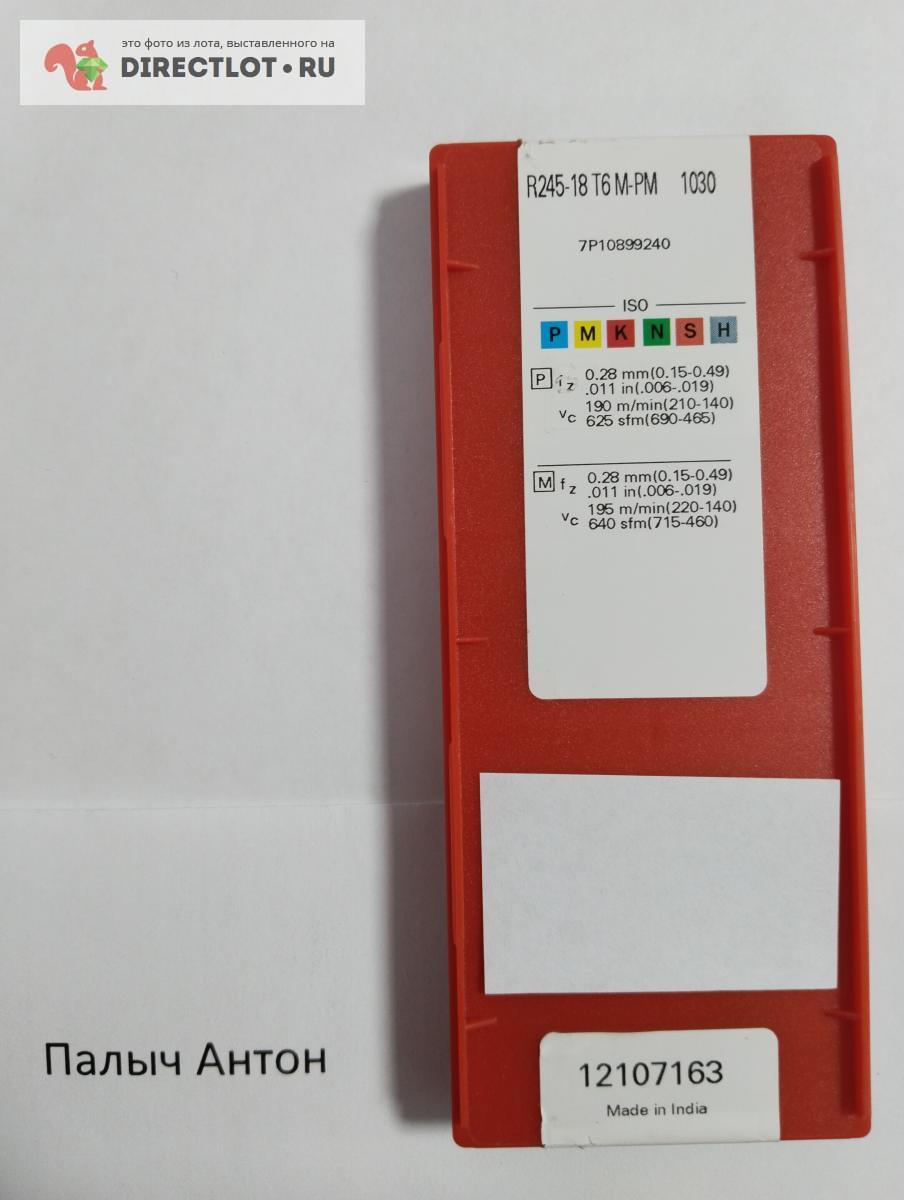 это фото из лота, выставленного на
DIRECTLOT•RU
R245-18 T6 M-PM 1030
7P10899240
ISO
P M K N S H
P fz 0.28 mm(0.15-0.49)
.011 in(.006-.019)
vc 190 m/min(210-140)
625 sfm(690-465)
M fz 0.28 mm(0.15-0.49)
.011 in(.006-.019)
vc 195 m/min(220-140)
640 sfm(715-460)
Палыч Антон
12107163
Made in India